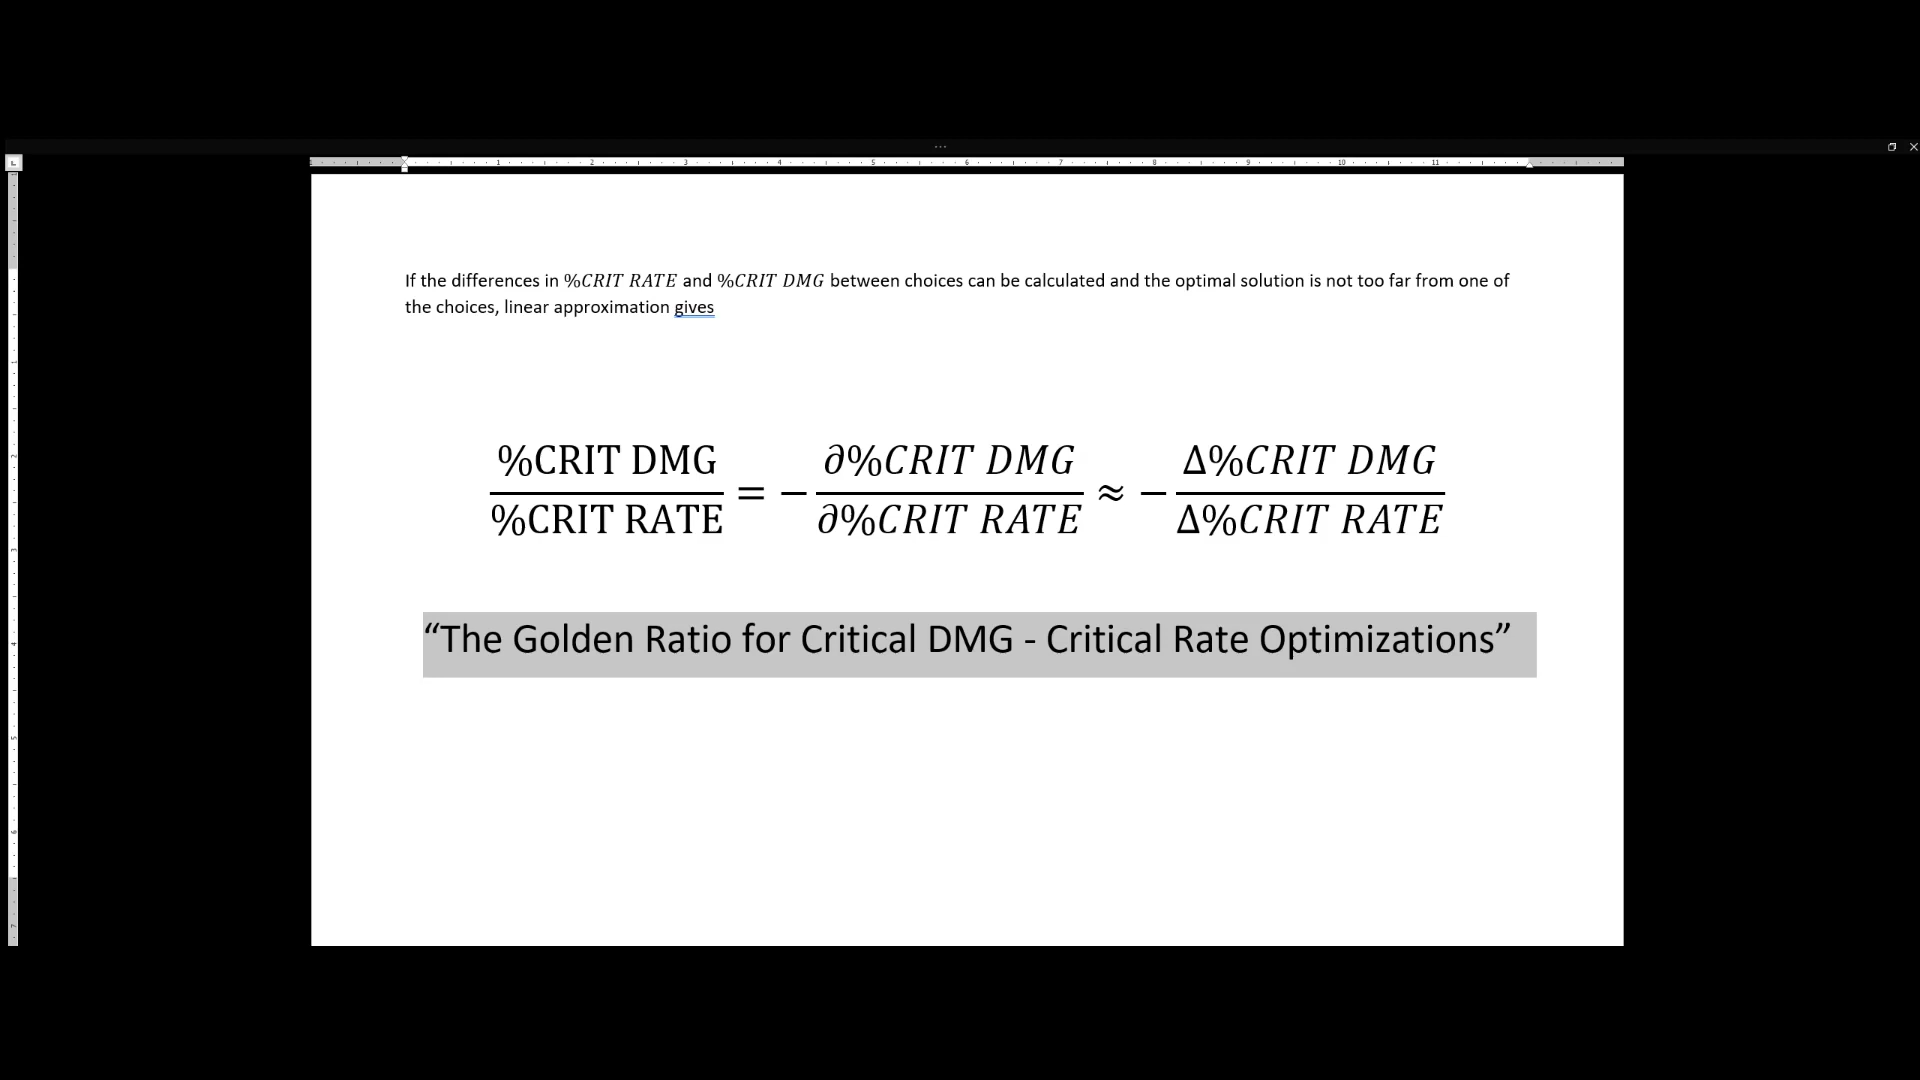 If the differences in %CRIT RATE and %CRIT DMG between choices can be calculated and the optimal solution is not too far from one of
the choices, linear approximation gives
%CRIT DMG / %CRIT RATE = − ∂%CRIT DMG / ∂%CRIT RATE ≈ − Δ%CRIT DMG / Δ%CRIT RATE
“The Golden Ratio for Critical DMG - Critical Rate Optimizations”